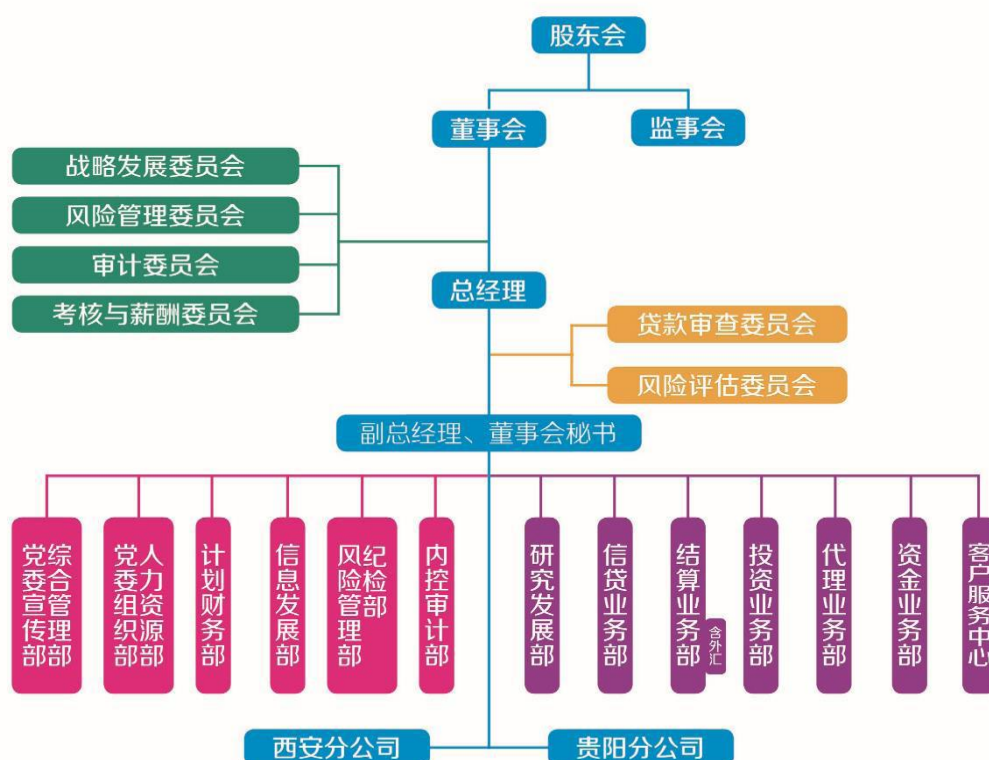 股东会
董事会
监事会
战略发展委员会
风险管理委员会
审计委员会
考核与薪酬委员会
总经理
贷款审查委员会
风险评估委员会
副总经理、董事会秘书
综合管理部
党委宣传部
人力资源部
党委组织部
计划财务部
信息发展部
纪检部
风险管理部
内控审计部
研究发展部
信贷业务部
结算业务部
含外汇
投资业务部
代理业务部
资金业务部
客户服务中心
西安分公司
贵阳分公司